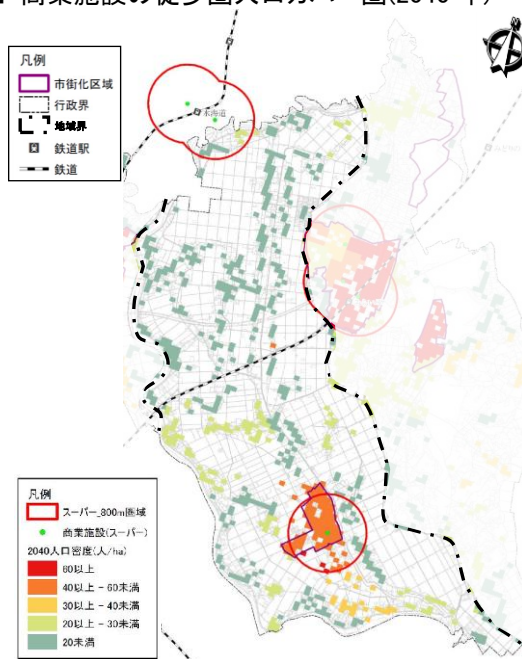 商業施設の徒歩圏人口カバー図(2040 年)
凡例
市街化区域
行政界
地域界
鉄道駅
鉄道
水海道
凡例
スーパー_800m圏域
商業施設(スーパー)
2040人口密度(人/ha)
60以上
40以上 - 60未満
30以上 - 40未満
20以上 - 30未満
20未満